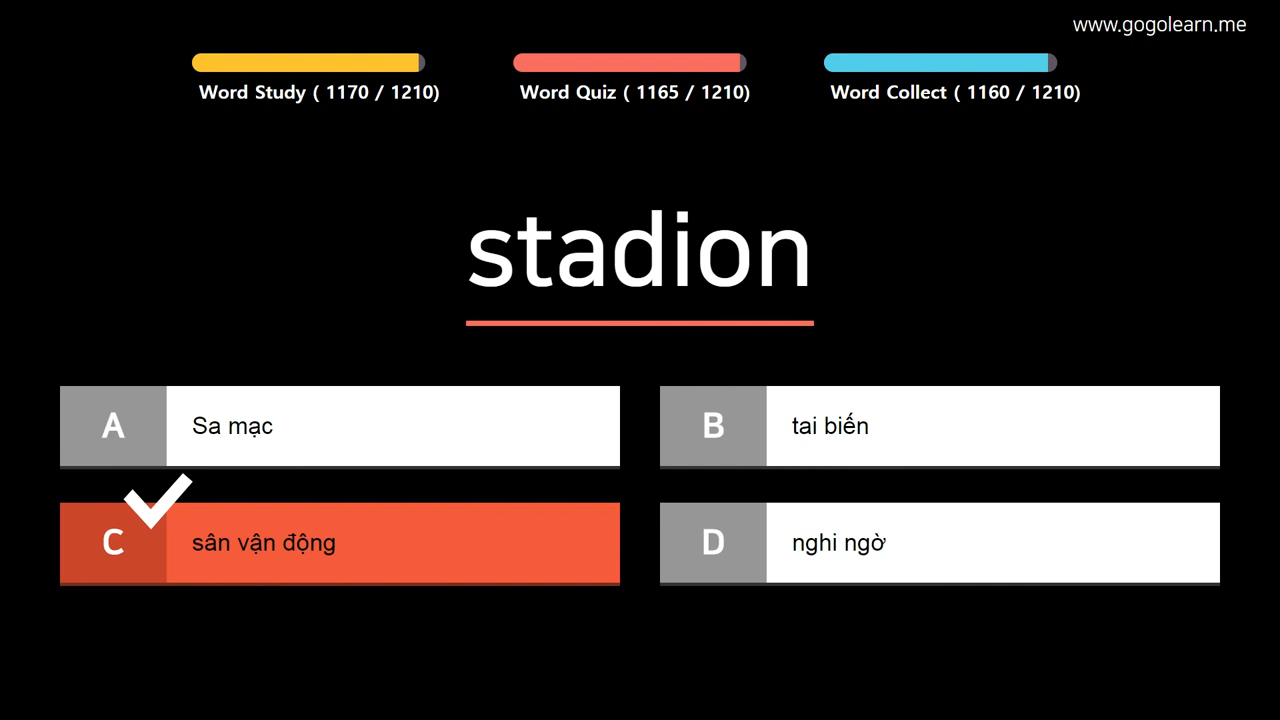 www.gogolearn.me
Word Study ( 1170 / 1210)
Word Quiz ( 1165 / 1210)
Word Collect ( 1160 / 1210)
stadion
A Sa mạc
B tai biến
C sân vận động
D nghi ngờ